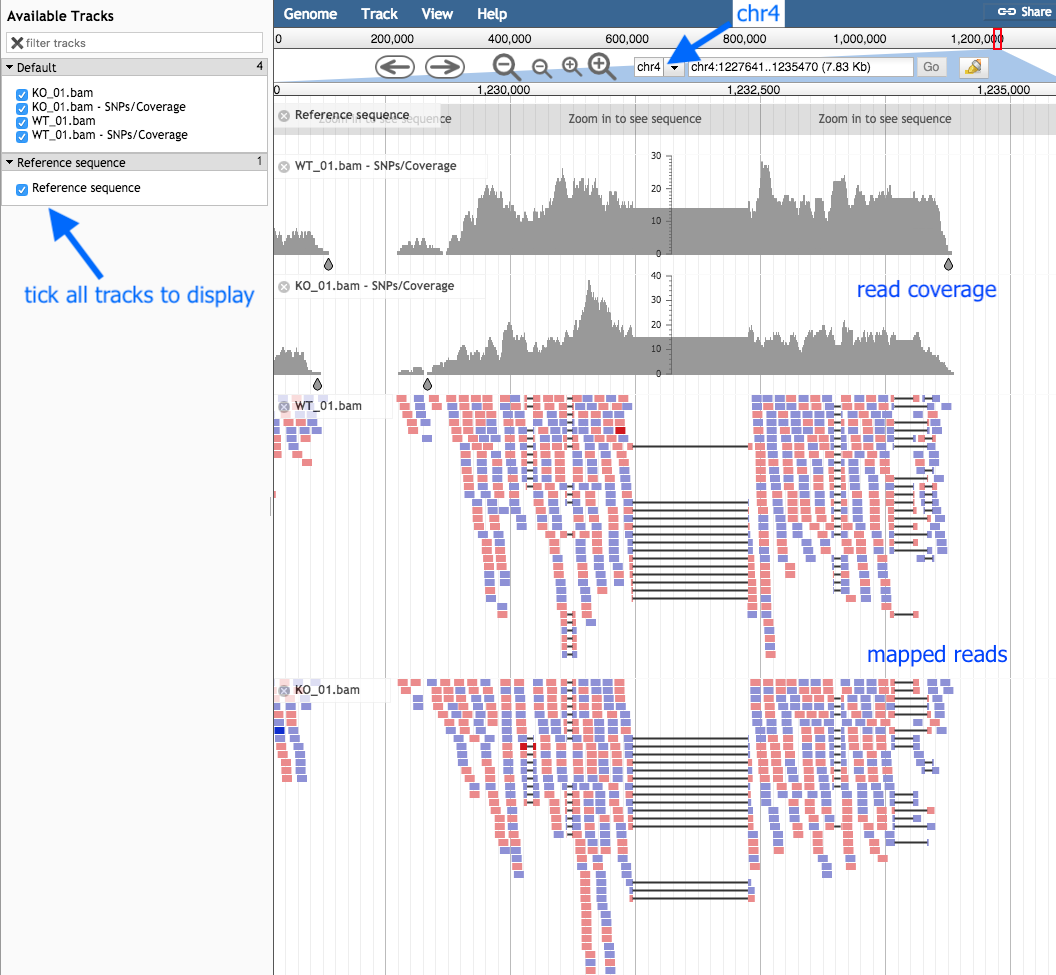 Available Tracks
filter tracks
Default 4
KO_01.bam
KO_01.bam - SNPs/Coverage
WT_01.bam
WT_01.bam - SNPs/Coverage
Reference sequence 1
Reference sequence
tick all tracks to display
Genome Track View Help chr4 Share
0 200,000 400,000 600,000 800,000 1,000,000 1,200,000
chr4 chr4:1227641..1235470 (7.83 Kb) Go
0 1,230,000 1,232,500 1,235,000
Reference sequence Zoom in to see sequence Zoom in to see sequence Zoom in to see sequence
WT_01.bam - SNPs/Coverage
30
20
10
0
read coverage
KO_01.bam - SNPs/Coverage
40
30
20
10
0
WT_01.bam
mapped reads
KO_01.bam